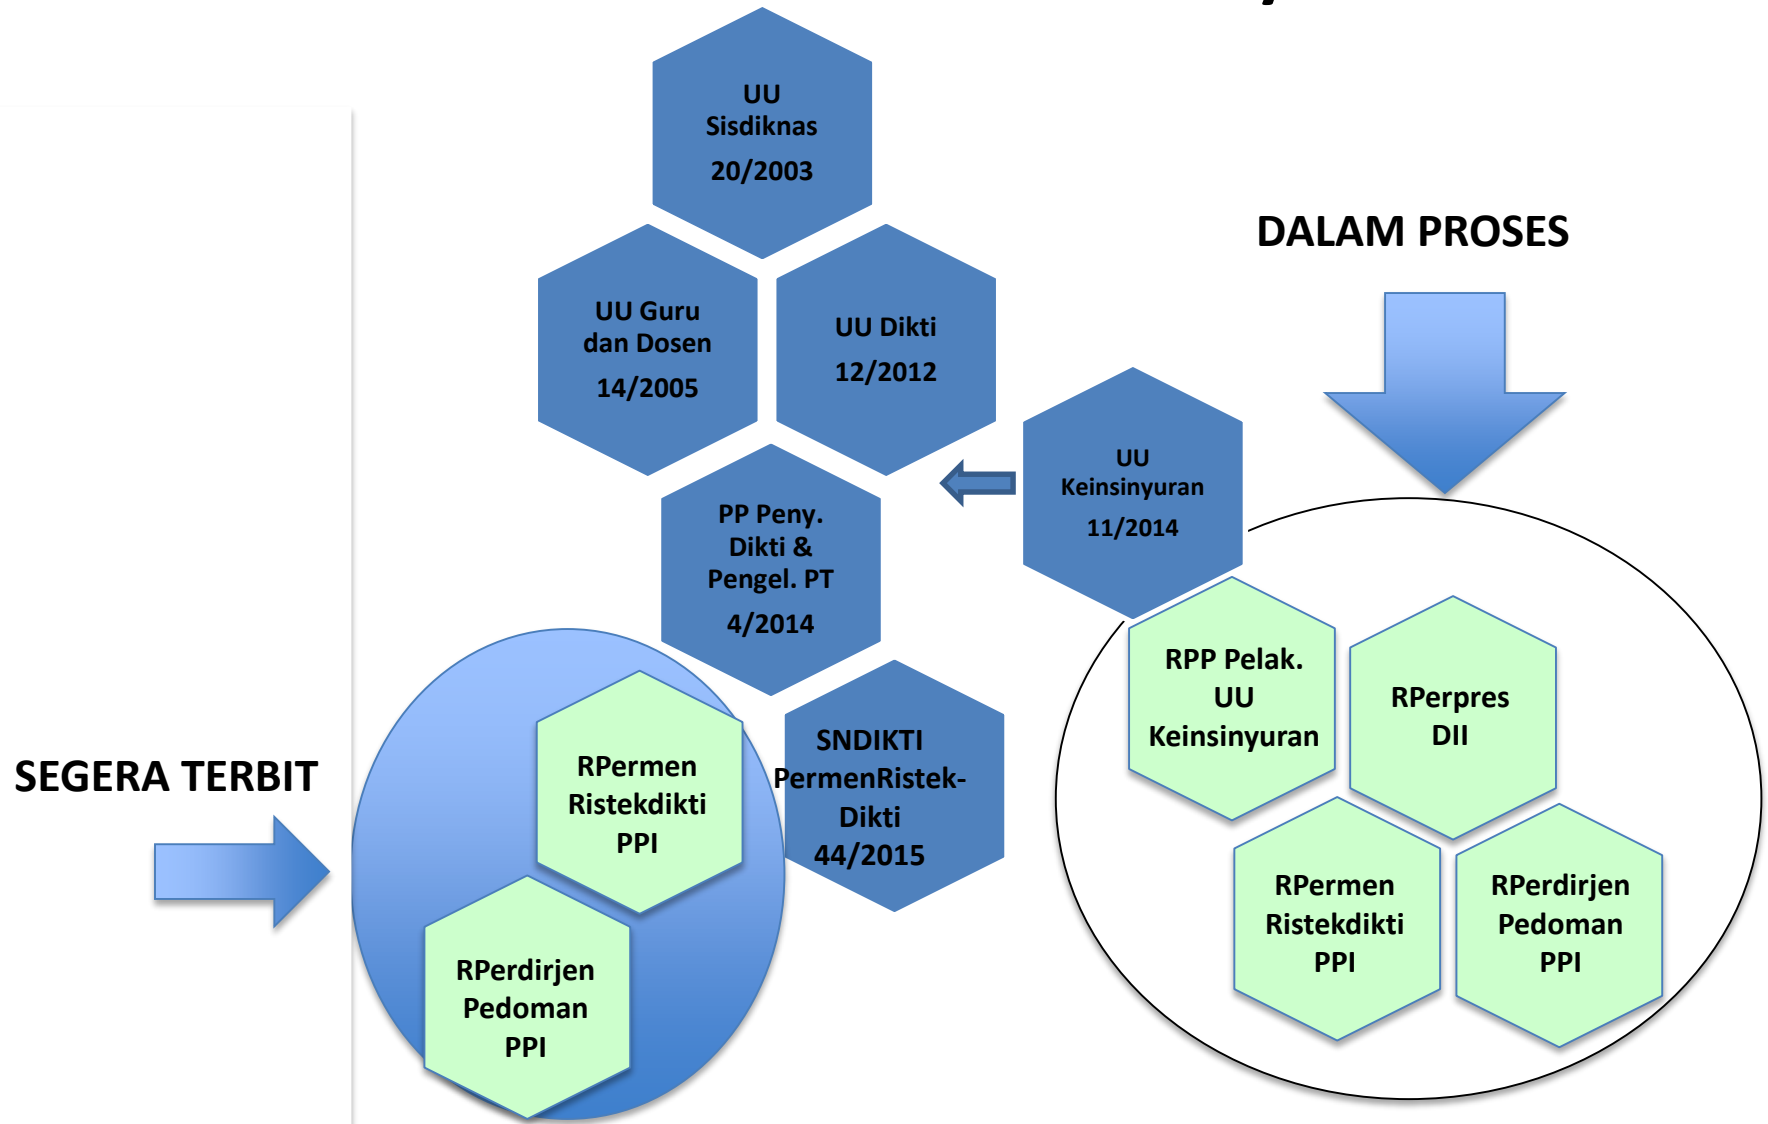 UU
Sisdiknas
20/2003
UU Guru
dan Dosen
14/2005
UU Dikti
12/2012
DALAM PROSES
UU
Keinsinyuran
11/2014
PP Peny.
Dikti &
Pengel. PT
4/2014
SEGERA TERBIT
RPermen
Ristekdikti
PPI
RPerdirjen
Pedoman
PPI
SNDIKTI
PermenRistek-
Dikti
44/2015
RPP Pelak.
UU
Keinsinyuran
RPerpres
DII
RPermen
Ristekdikti
PPI
RPerdirjen
Pedoman
PPI